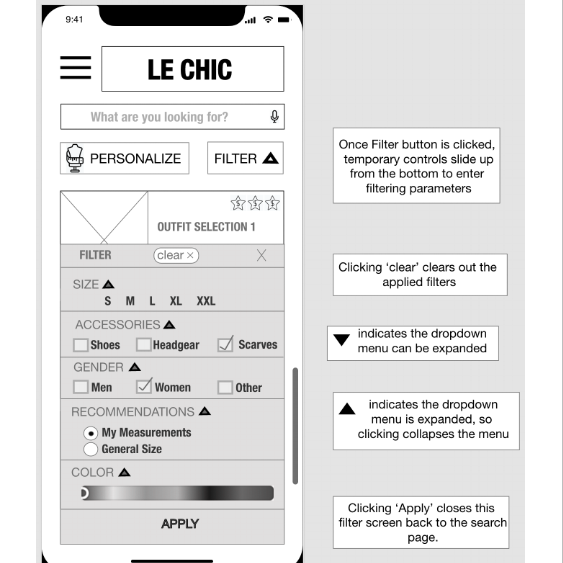 9:41
LE CHIC
What are you looking for?
PERSONALIZE
FILTER
OUTFIT SELECTION 1
FILTER
clear ×
X
SIZE
S M L XL XXL
ACCESSORIES
Shoes Headgear Scarves
GENDER
Men Women Other
RECOMMENDATIONS
My Measurements
General Size
COLOR
APPLY
Once Filter button is clicked,
temporary controls slide up
from the bottom to enter
filtering parameters
Clicking ‘clear’ clears out the
applied filters
indicates the dropdown
menu can be expanded
indicates the dropdown
menu is expanded, so
clicking collapses the menu
Clicking ‘Apply’ closes this
filter screen back to the search
page.